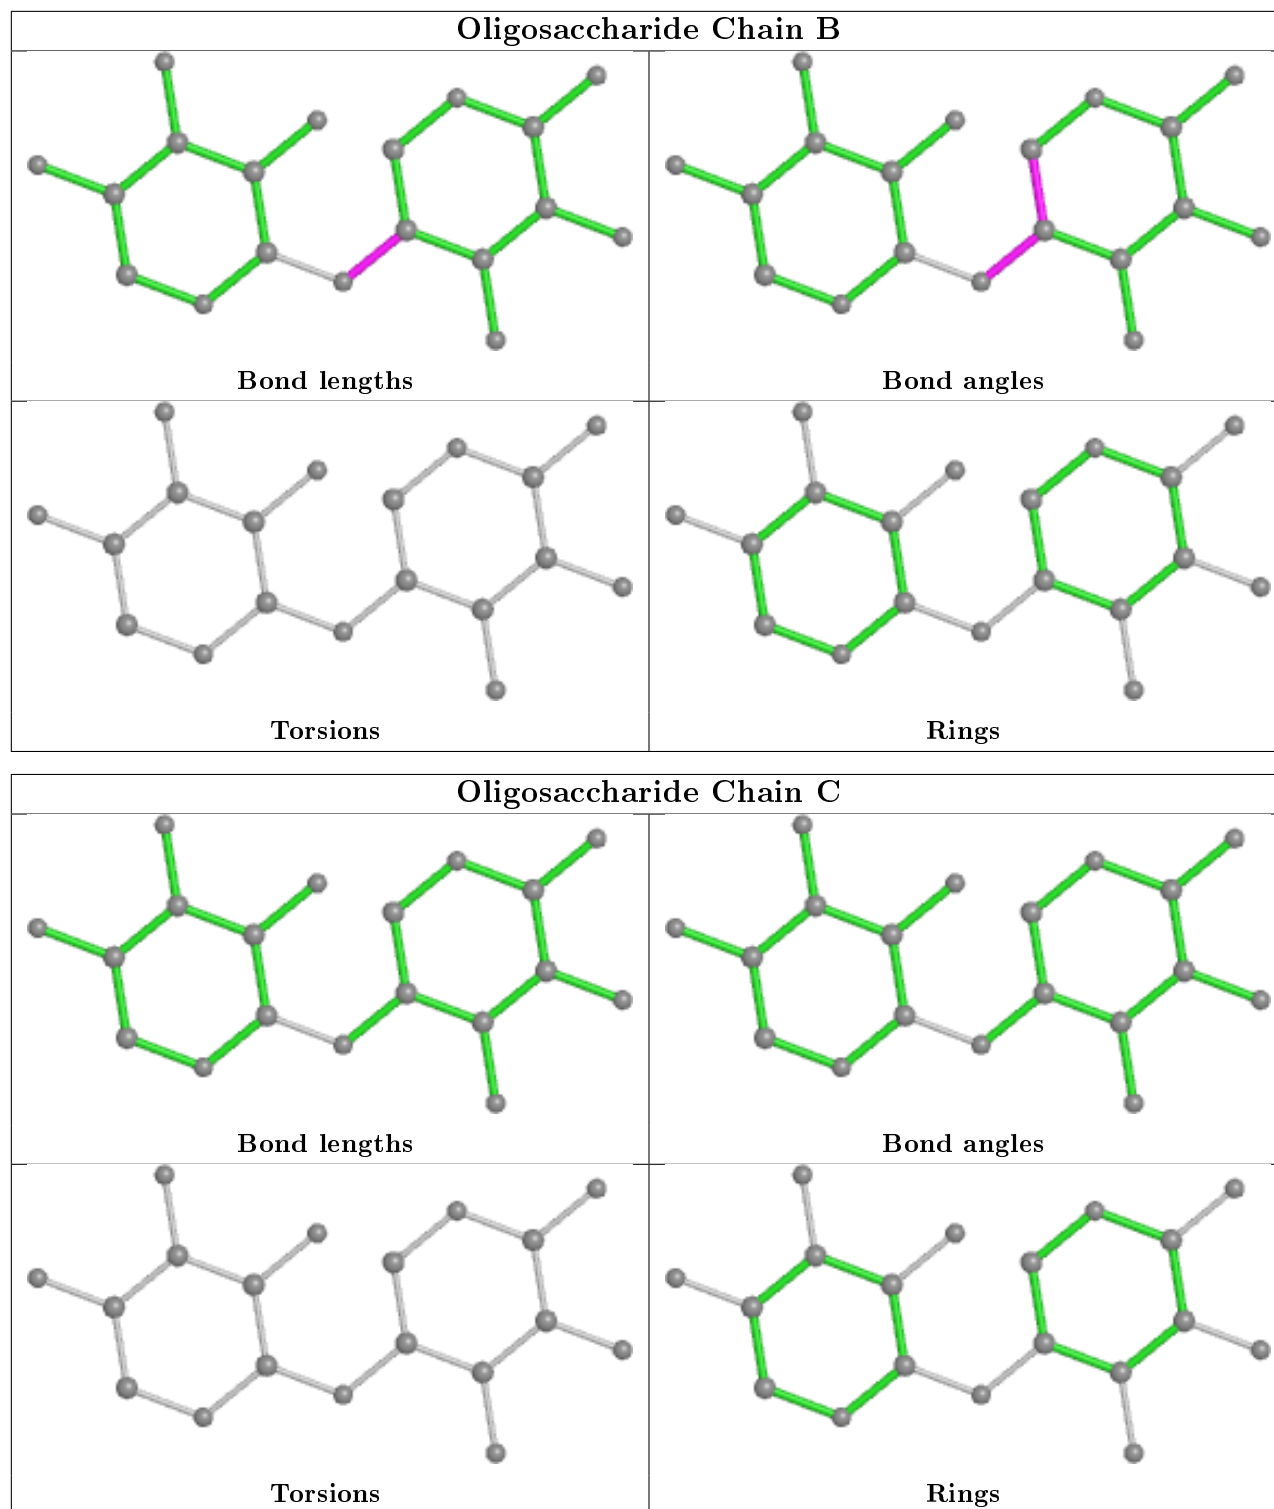 Oligosaccharide Chain B
Bond lengths
Bond angles
Torsions
Rings
Oligosaccharide Chain C
Bond lengths
Bond angles
Torsions
Rings